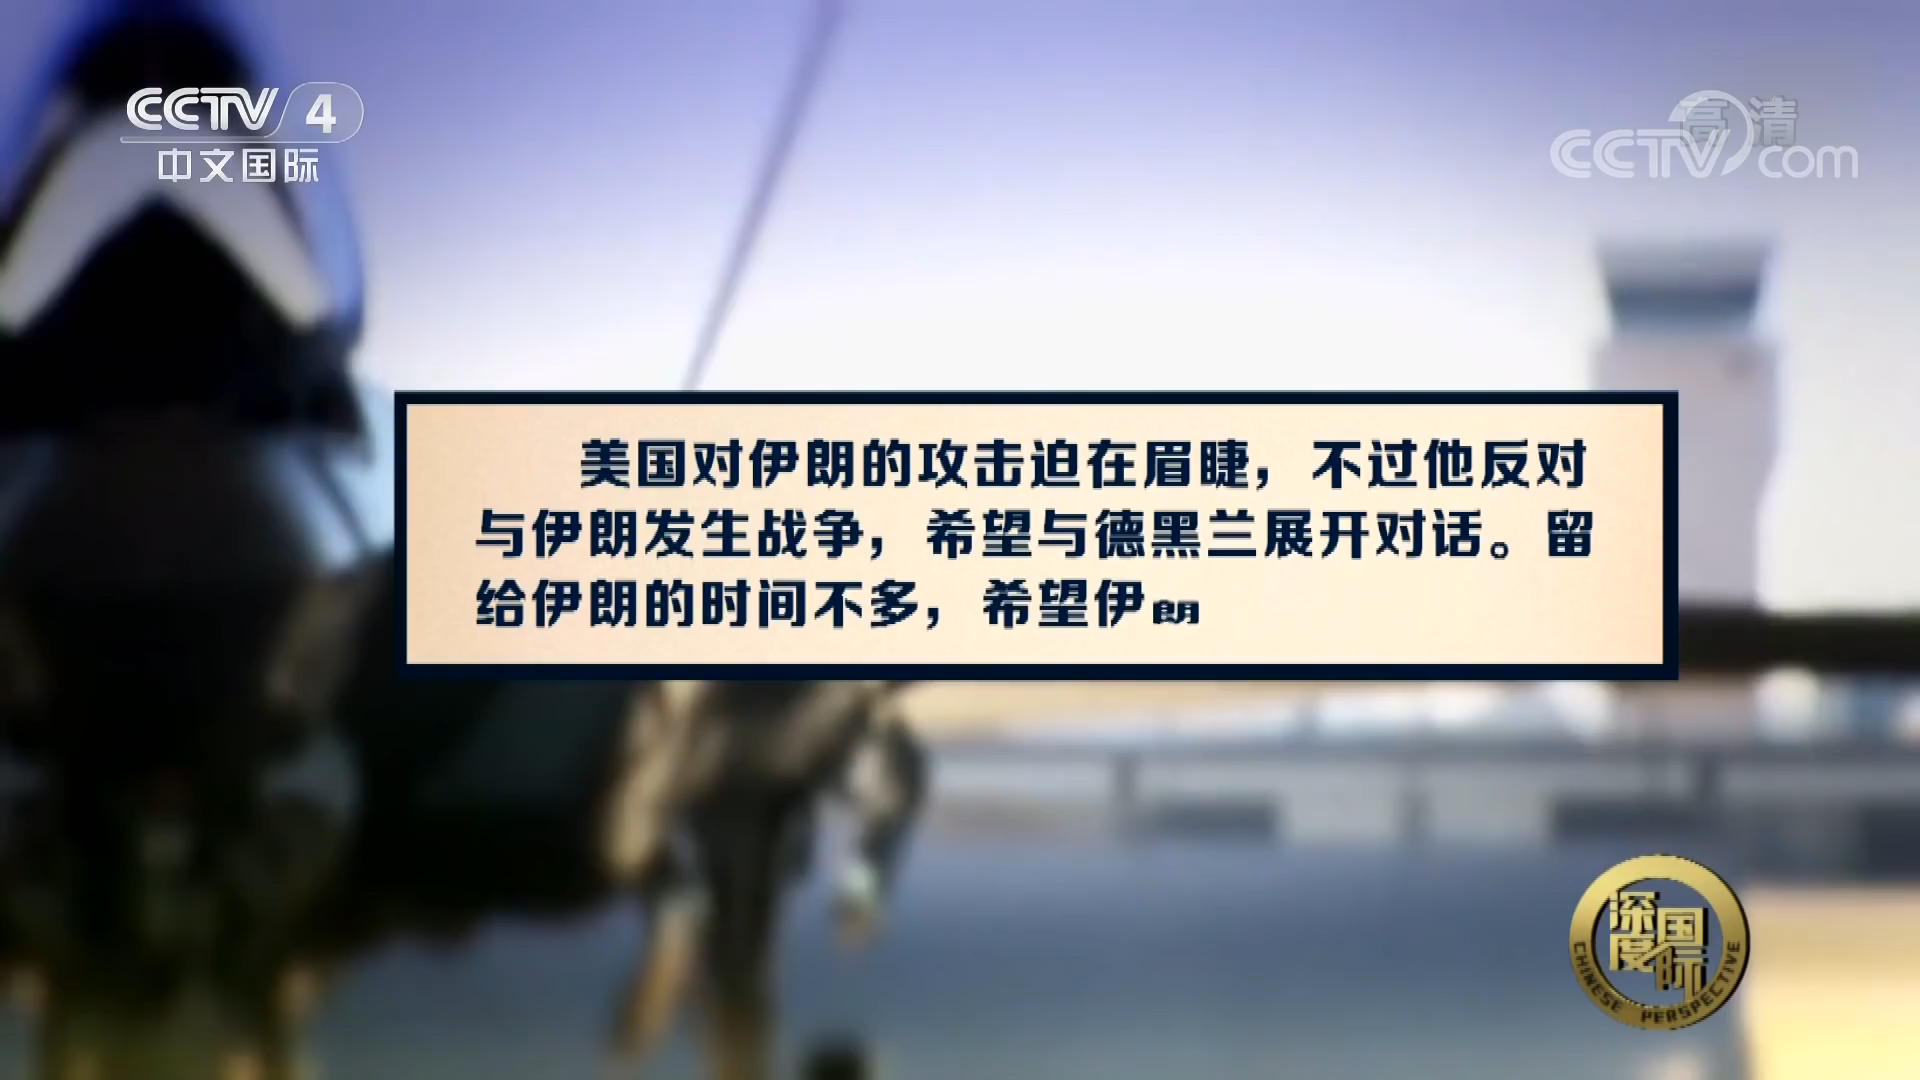 CCTV 4
中文国际
高清
CCTV com
美国对伊朗的攻击迫在眉睫，不过他反对
与伊朗发生战争，希望与德黑兰展开对话。留
给伊朗的时间不多，希望伊朗
深度国际
CHINESE PERSPECTIVE